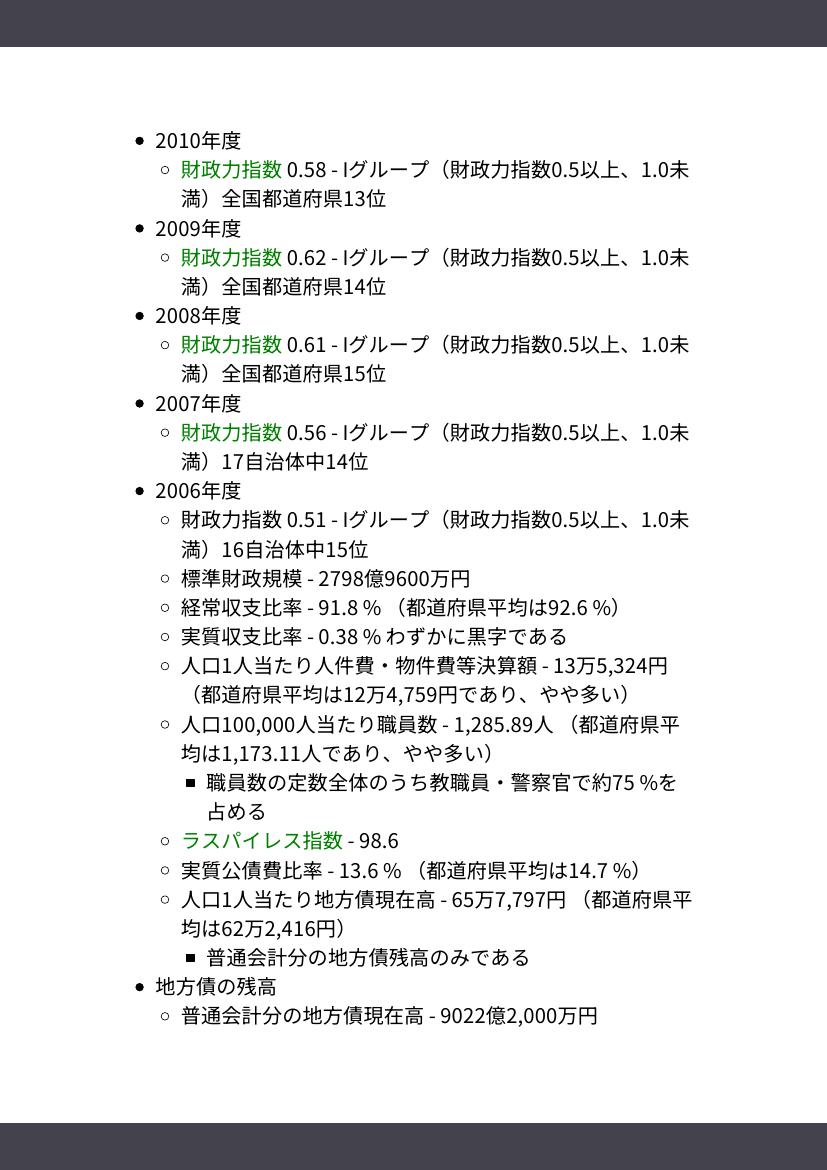 2010年度
財政力指数 0.58 - Iグループ（財政力指数0.5以上、1.0未
満）全国都道府県13位
2009年度
財政力指数 0.62 - Iグループ（財政力指数0.5以上、1.0未
満）全国都道府県14位
2008年度
財政力指数 0.61 - Iグループ（財政力指数0.5以上、1.0未
満）全国都道府県15位
2007年度
財政力指数 0.56 - Iグループ（財政力指数0.5以上、1.0未
満）17自治体中14位
2006年度
財政力指数 0.51 - Iグループ（財政力指数0.5以上、1.0未
満）16自治体中15位
標準財政規模 - 2798億9600万円
経常収支比率 - 91.8 % （都道府県平均は92.6 %）
実質収支比率 - 0.38 % わずかに黒字である
人口1人当たり人件費・物件費等決算額 - 13万5,324円
（都道府県平均は12万4,759円であり、やや多い）
人口100,000人当たり職員数 - 1,285.89人 （都道府県平
均は1,173.11人であり、やや多い）
職員数の定数全体のうち教職員・警察官で約75 %を
占める
ラスパイレス指数 - 98.6
実質公債費比率 - 13.6 % （都道府県平均は14.7 %）
人口1人当たり地方債現在高 - 65万7,797円 （都道府県平
均は62万2,416円）
普通会計分の地方債残高のみである
地方債の残高
普通会計分の地方債現在高 - 9022億2,000万円